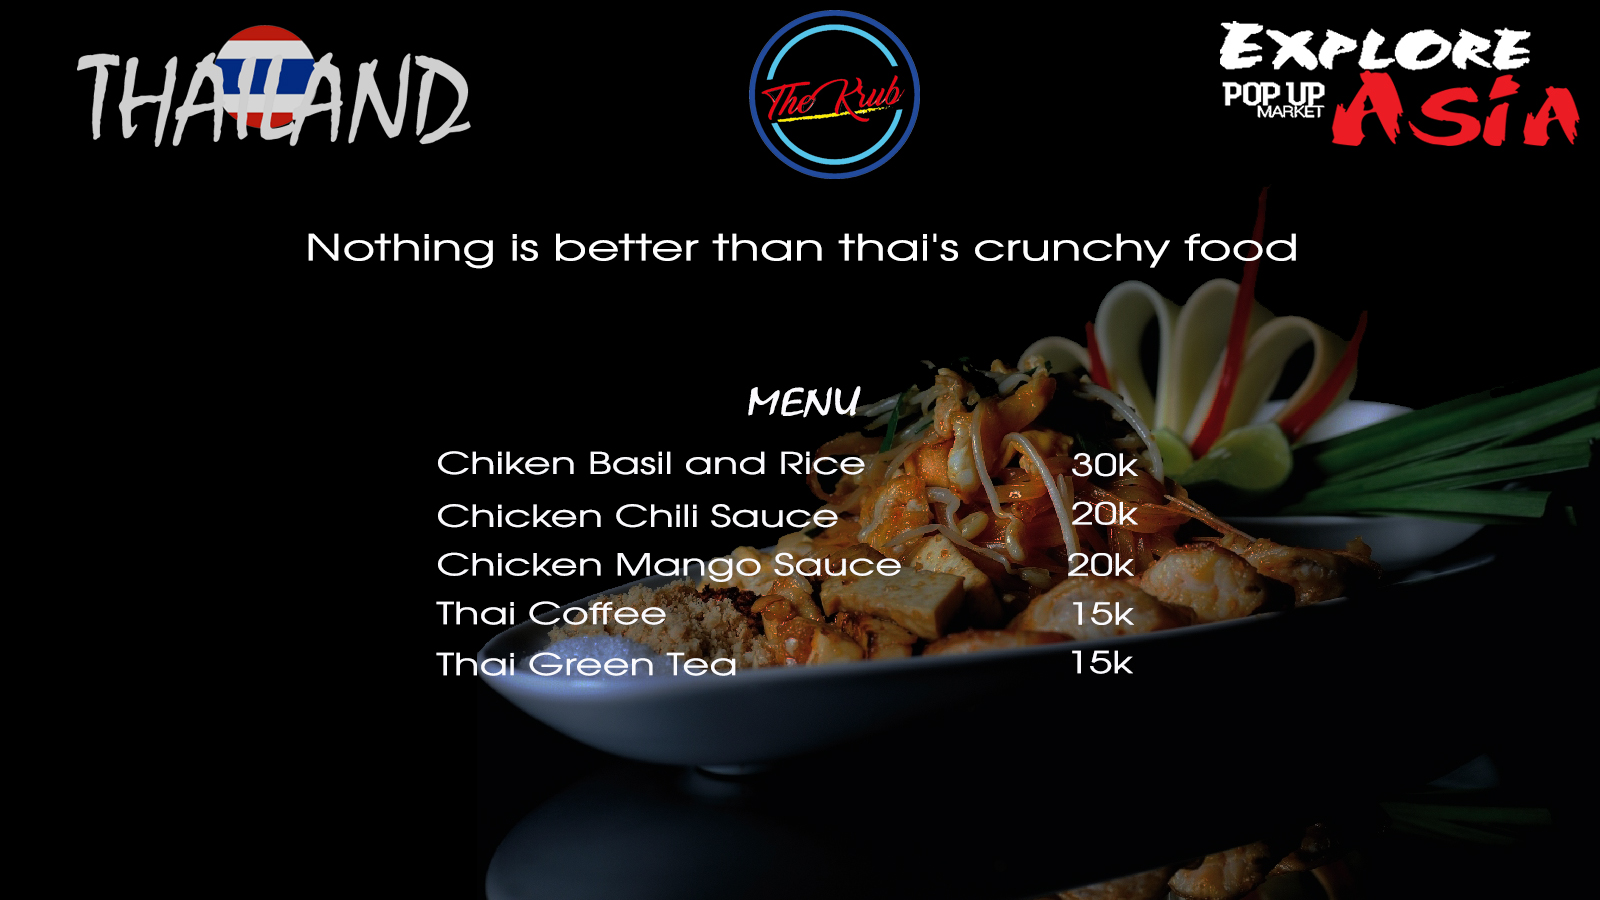 THAILAND
The Krub
EXPLORE
POP UP
MARKET
ASiA
Nothing is better than thai's crunchy food
MENU
Chiken Basil and Rice 30k
Chicken Chili Sauce 20k
Chicken Mango Sauce 20k
Thai Coffee 15k
Thai Green Tea 15k